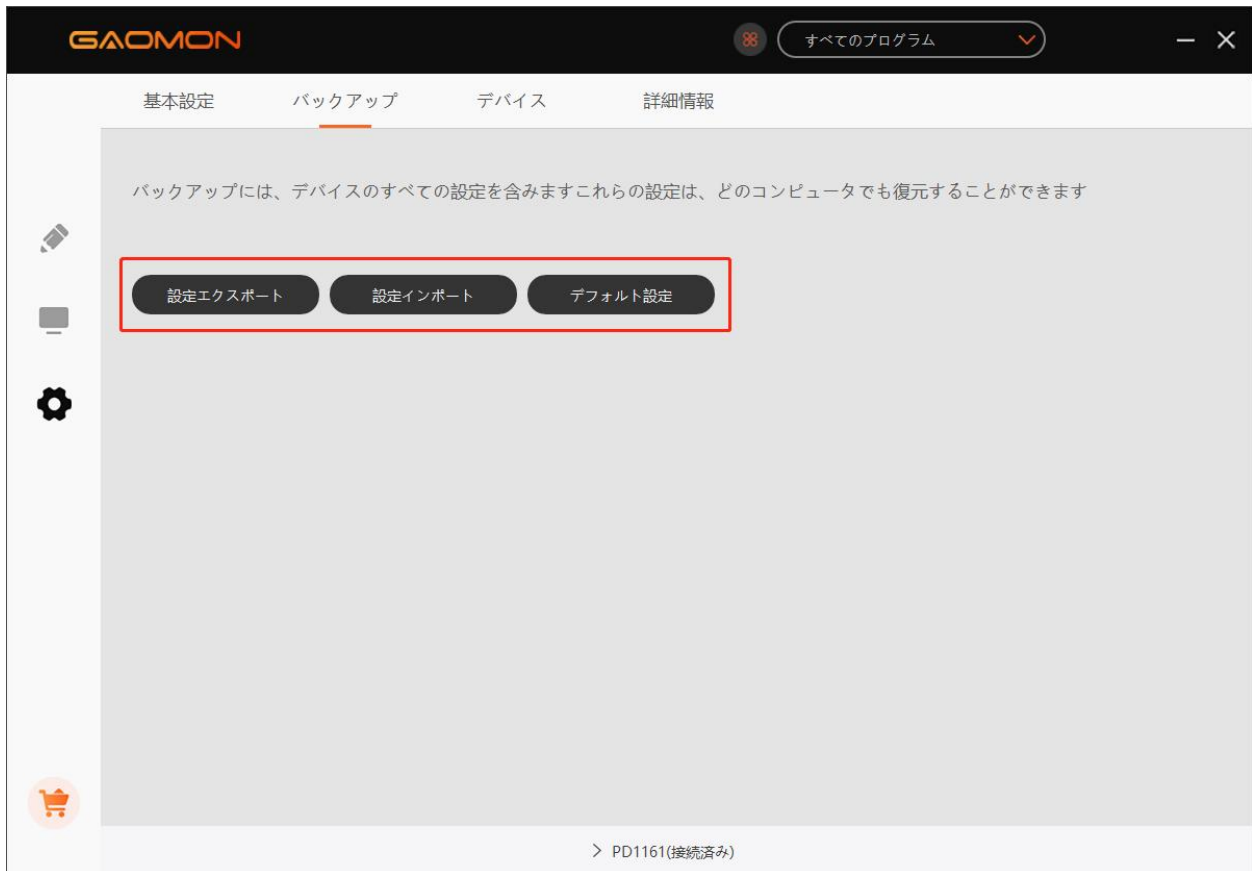 GAOMON
すべてのプログラム
基本設定 バックアップ デバイス 詳細情報
バックアップには、デバイスのすべての設定を含みますこれらの設定は、どのコンピュータでも復元することができます
設定エクスポート 設定インポート デフォルト設定
PD1161(接続済み)